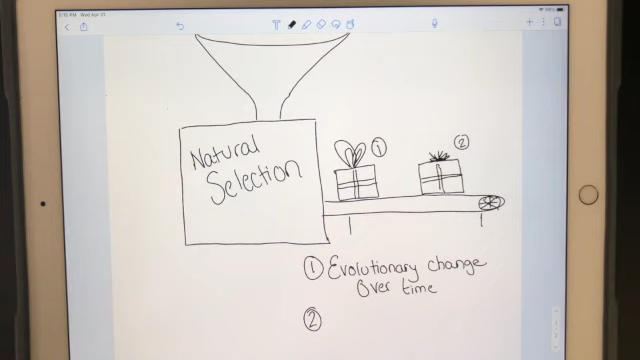 Natural
Selection
1
2
1 Evolutionary change
Over time
2